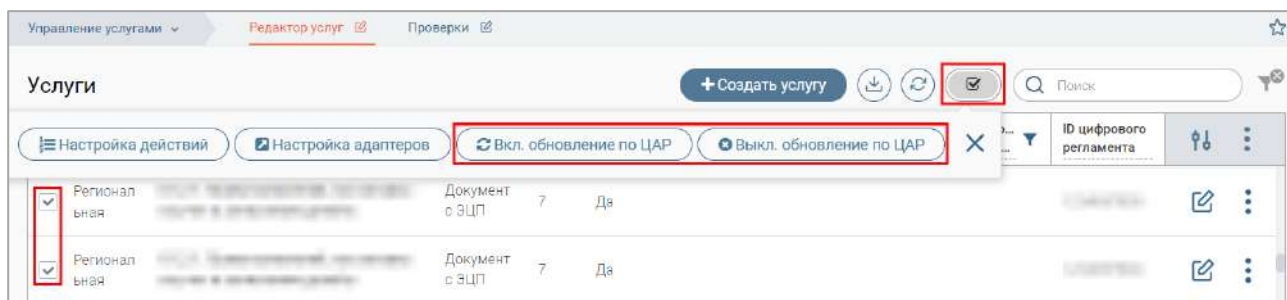 Управление услугами
Редактор услуг
Проверки
Услуги
+ Создать услугу
Поиск
Настройка действий
Настройка адаптеров
Вкл. обновление по ЦАР
Выкл. обновление по ЦАР
ID цифрового
регламента
Регионал
ьная
Документ
с ЭЦП
7
Да
Регионал
ьная
Документ
с ЭЦП
7
Да